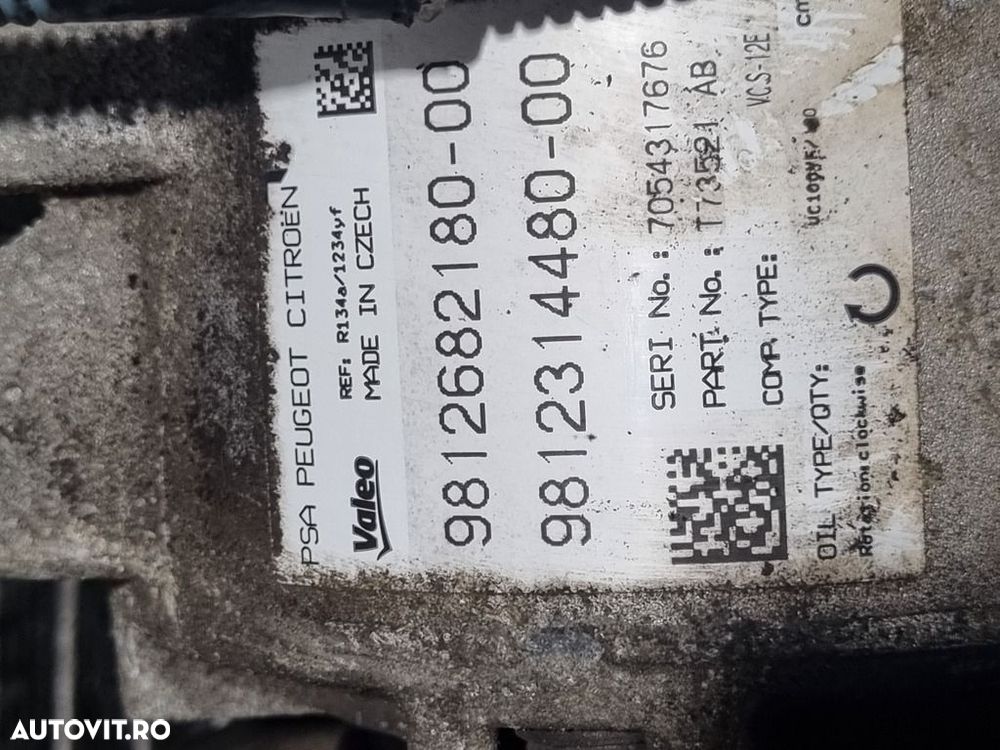 PSA PEUGEOT CITROËN
Valeo
REF: R134a/1234yf
MADE IN CZECH
9812682180-00
9812314480-00
SERI No.: 7054317676
PART No.: T73521 AB
COMP. TYPE: VCS-12E
OIL TYPE/QTY:
Rotation:clockwise
cm
AUTOVIT.RO